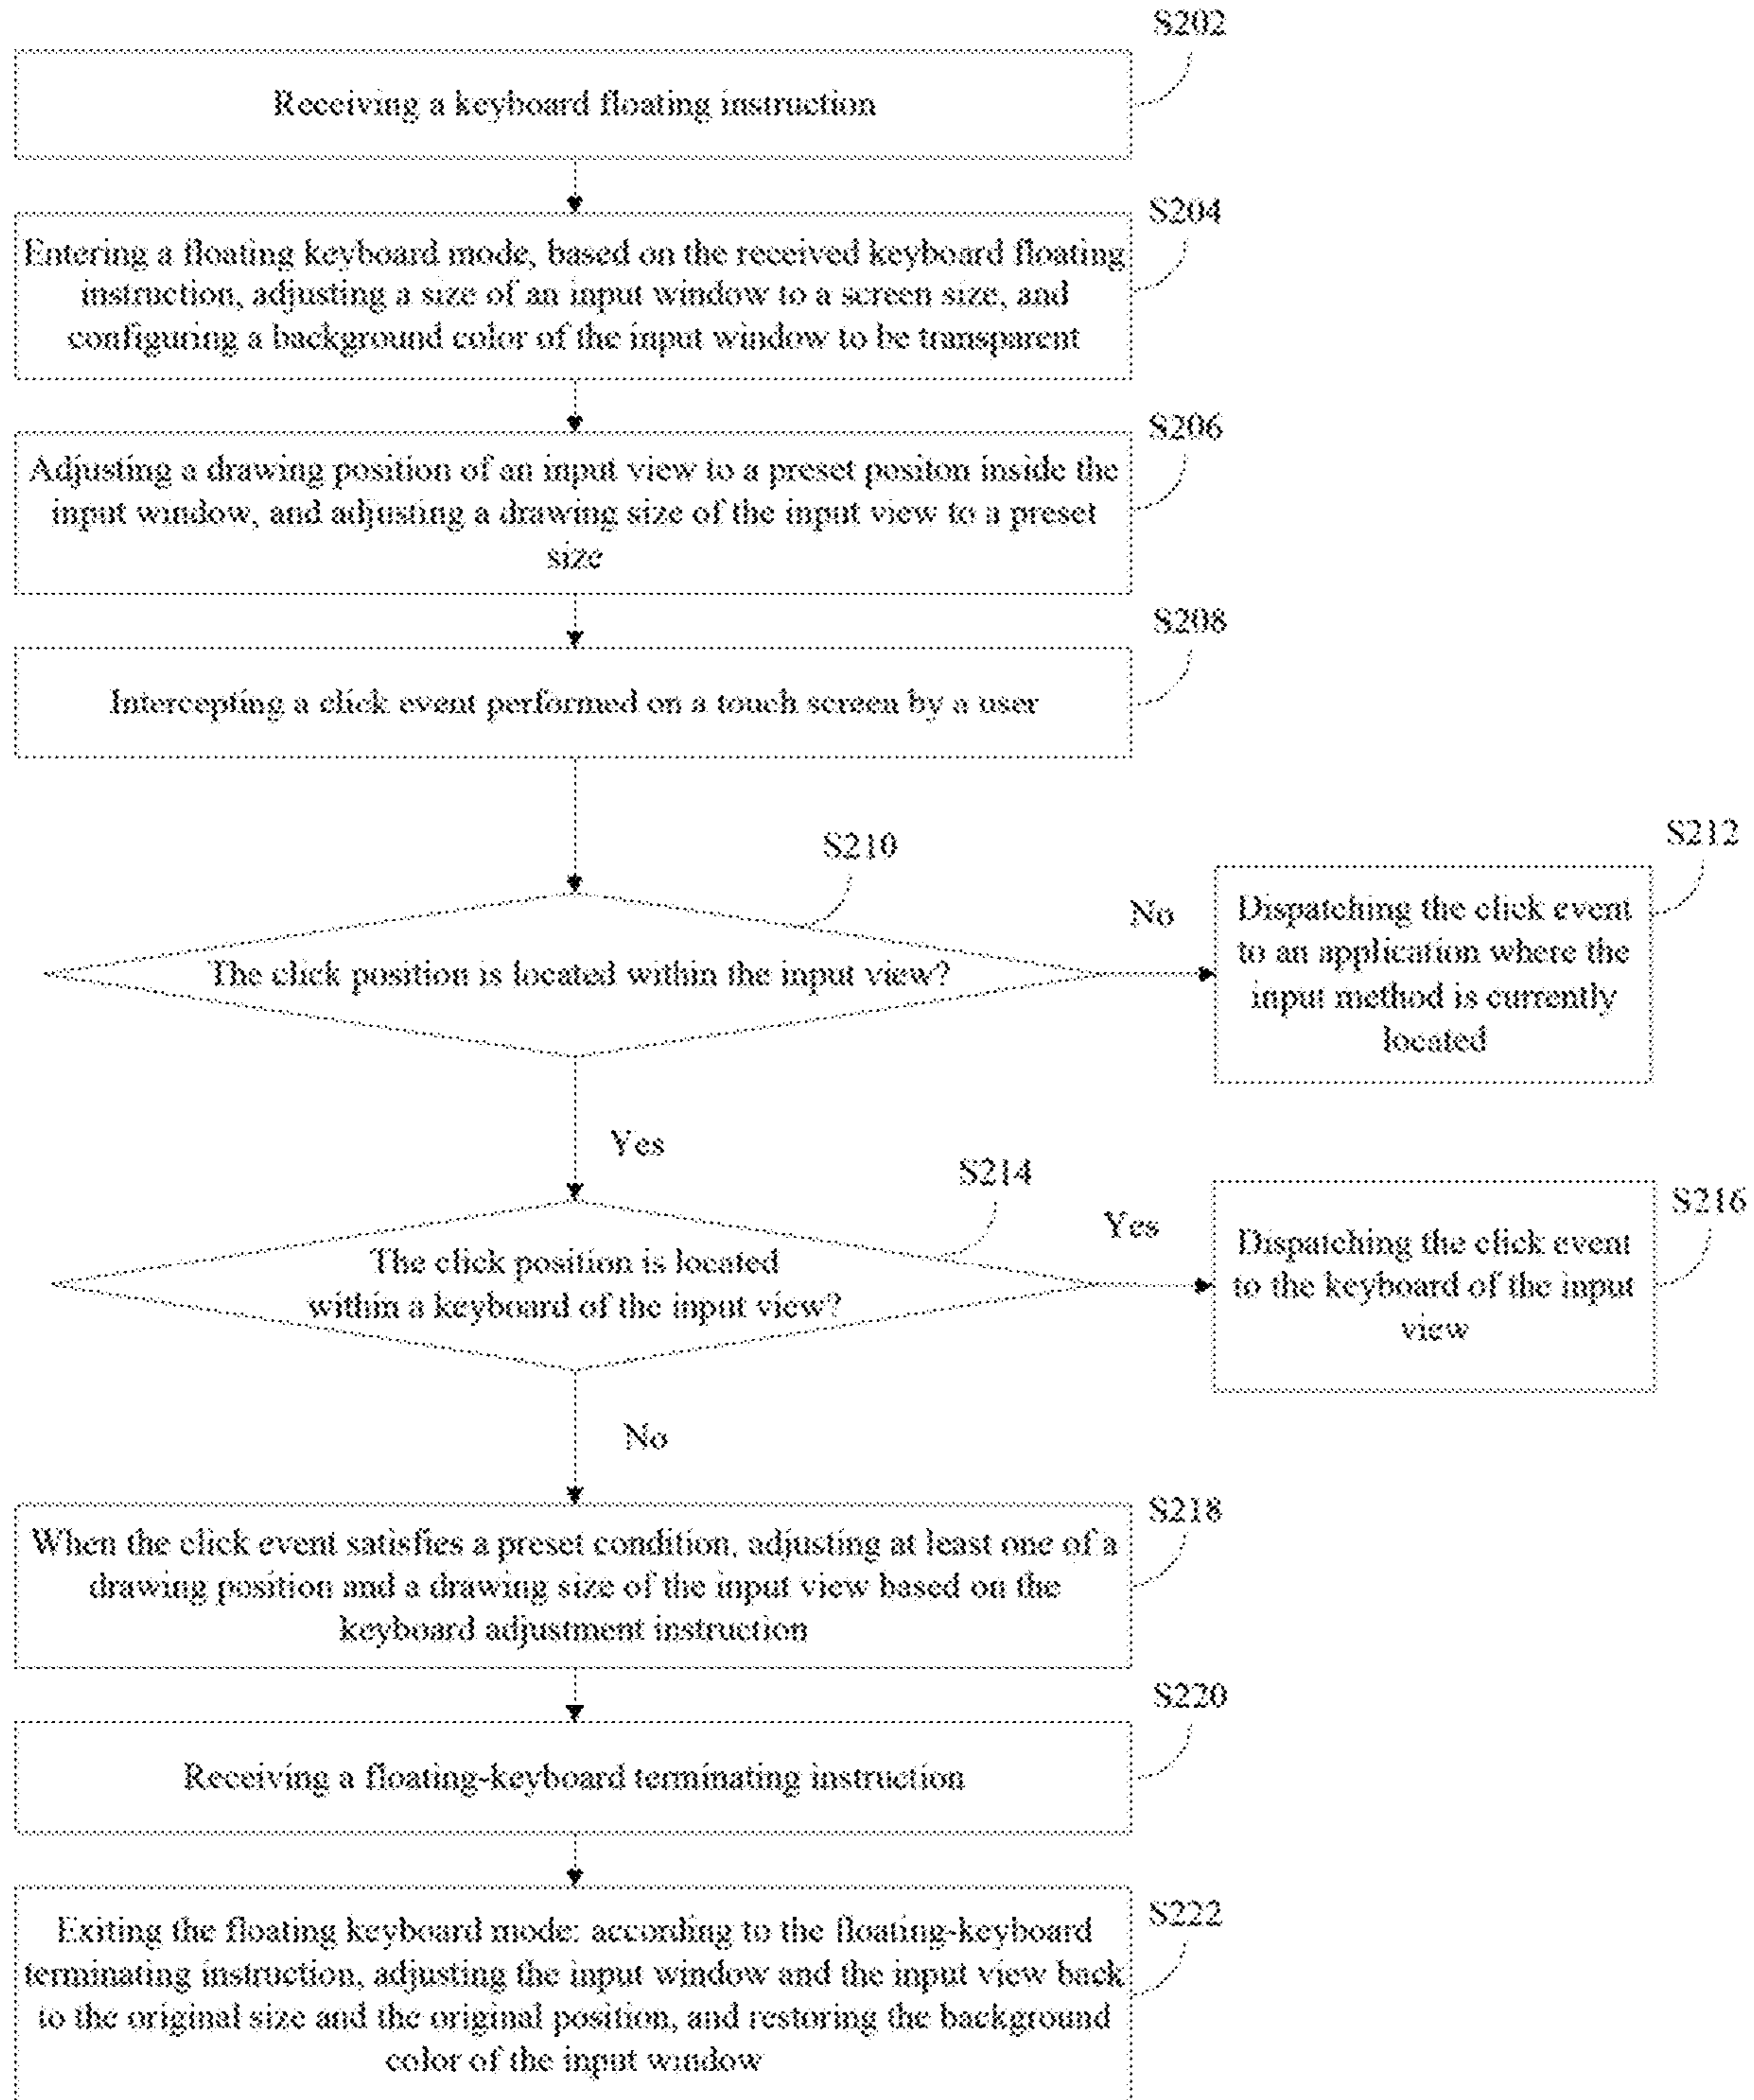 S202
Receiving a keyboard floating instruction
S204
Entering a floating keyboard mode, based on the received keyboard floating
instruction, adjusting a size of an input window to a screen size, and
configuring a background color of the input window to be transparent
S206
Adjusting a drawing position of an input view to a preset positon inside the
input window, and adjusting a drawing size of the input view to a preset
size
S208
Intercepting a click event performed on a touch screen by a user
S210
The click position is located within the input view?
No
S212
Dispatching the click event
to an application where the
input method is currently
located
Yes
S214
The click position is located
within a keyboard of the input view?
Yes
S216
Dispatching the click event
to the keyboard of the input
view
No
S218
When the click event satisfies a preset condition, adjusting at least one of a
drawing position and a drawing size of the input view based on the
keyboard adjustment instruction
S220
Receiving a floating-keyboard terminating instruction
S222
Exiting the floating keyboard mode: according to the floating-keyboard
terminating instruction, adjusting the input window and the input view back
to the original size and the original position, and restoring the background
color of the input window